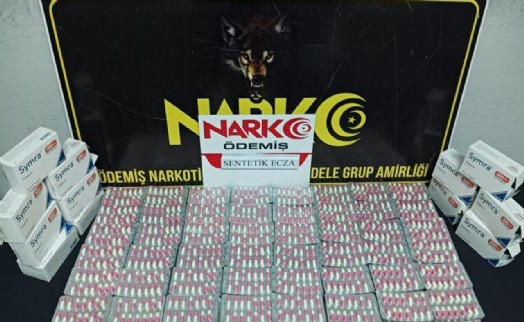 NARKO
NARKO
ÖDEMİŞ
SENTETİK ECZA
ÖDEMİŞ NARKOTİ DELE GRUP AMİRLİĞİ
Symra
Symra
Symra
Symra
Symra
Symra